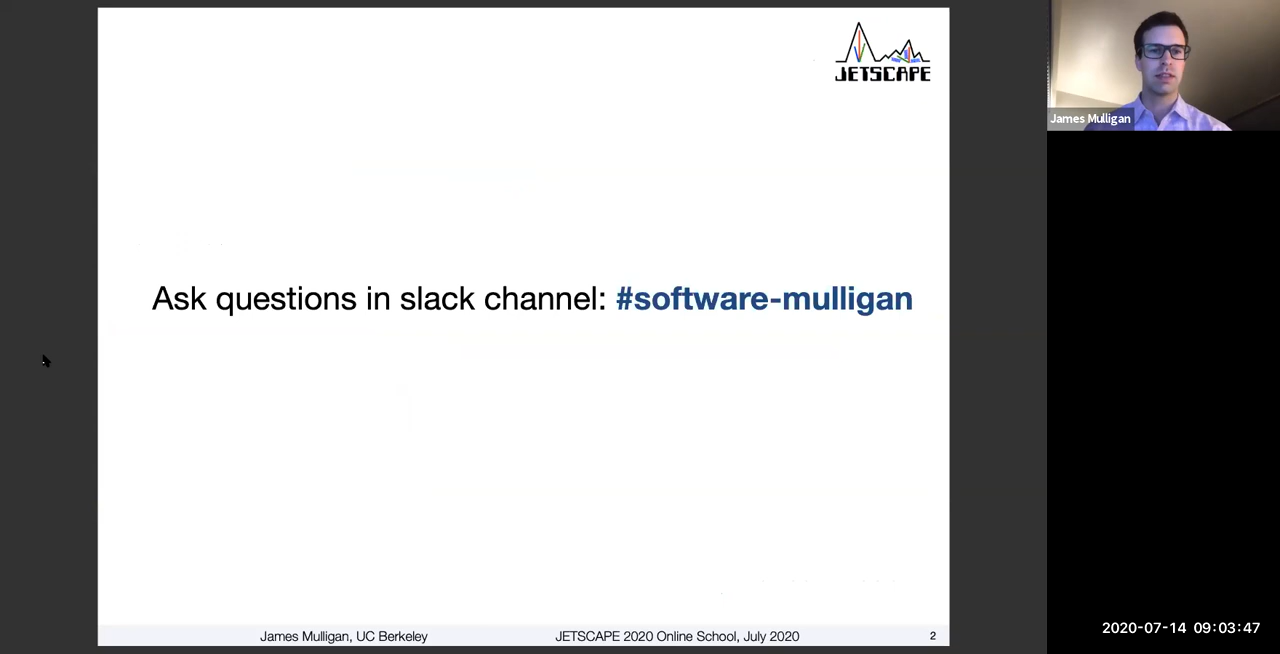 JETSCAPE
James Mulligan
Ask questions in slack channel: #software-mulligan
James Mulligan, UC Berkeley
JETSCAPE 2020 Online School, July 2020
2
2020-07-14 09:03:47